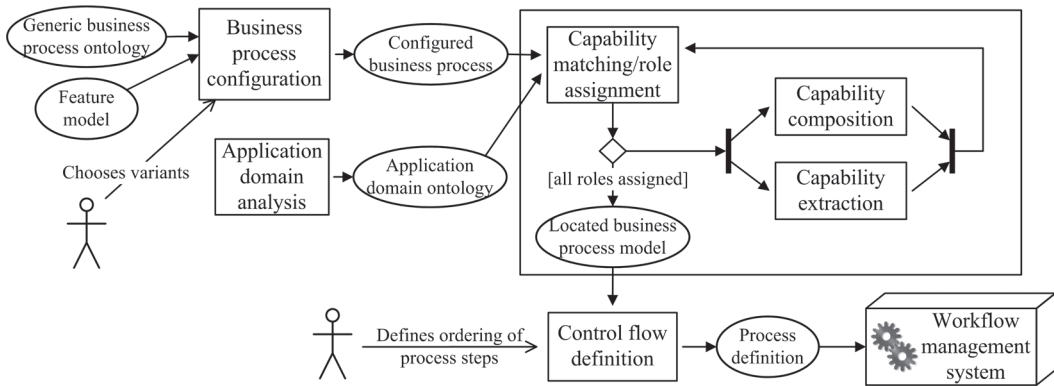 Generic business
process ontology
Feature
model
Chooses variants
Business
process
configuration
Configured
business process
Application
domain
analysis
Application
domain ontology
Capability
matching/role
assignment
[all roles assigned]
Located business
process model
Capability
composition
Capability
extraction
Defines ordering of
process steps
Control flow
definition
Process
definition
Workflow
management
system